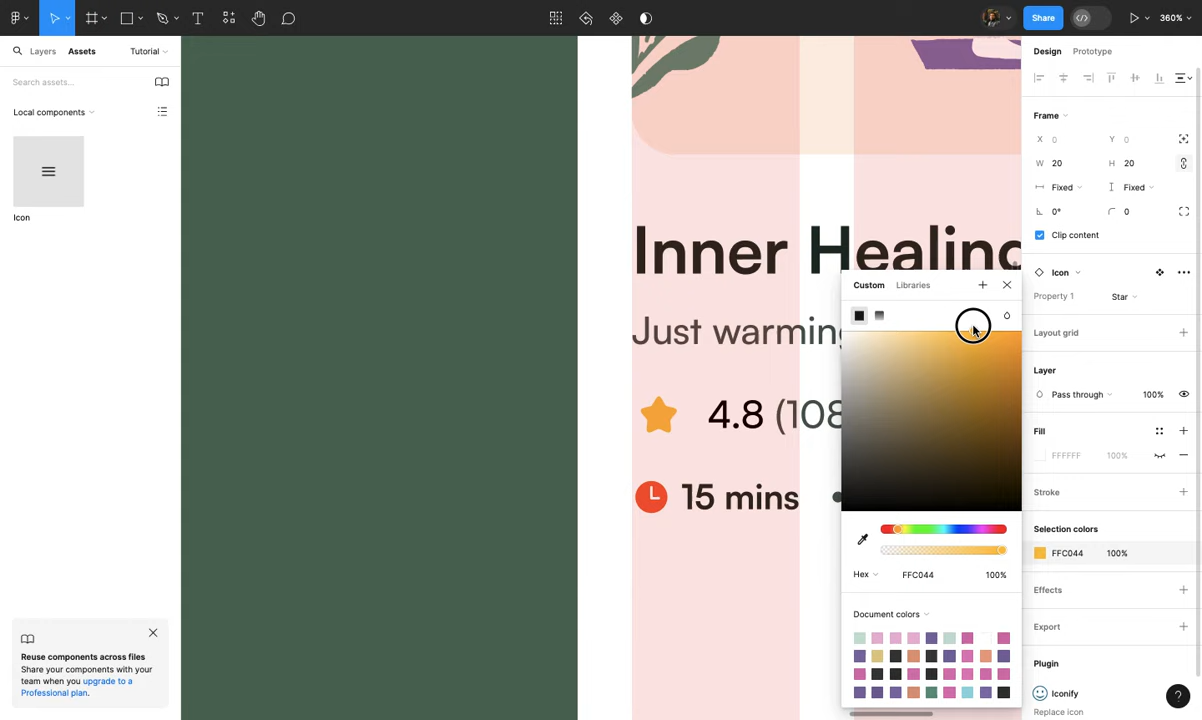 Share
360%
Layers
Assets
Tutorial
Search assets...
Local components
Icon
Reuse components across files
Share your components with your
team when you upgrade to a
Professional plan.
Inner Healing
Just warming
4.8 (108
15 mins
Custom
Libraries
Hex
FFC044
100%
Document colors
Design
Prototype
Frame
X 0
Y 0
W 20
H 20
Fixed
Fixed
0°
0
Clip content
Icon
Property 1
Star
Layout grid
Layer
Pass through
100%
Fill
FFFFFF
100%
Stroke
Selection colors
FFC044
100%
Effects
Export
Plugin
Iconify
Replace icon
?